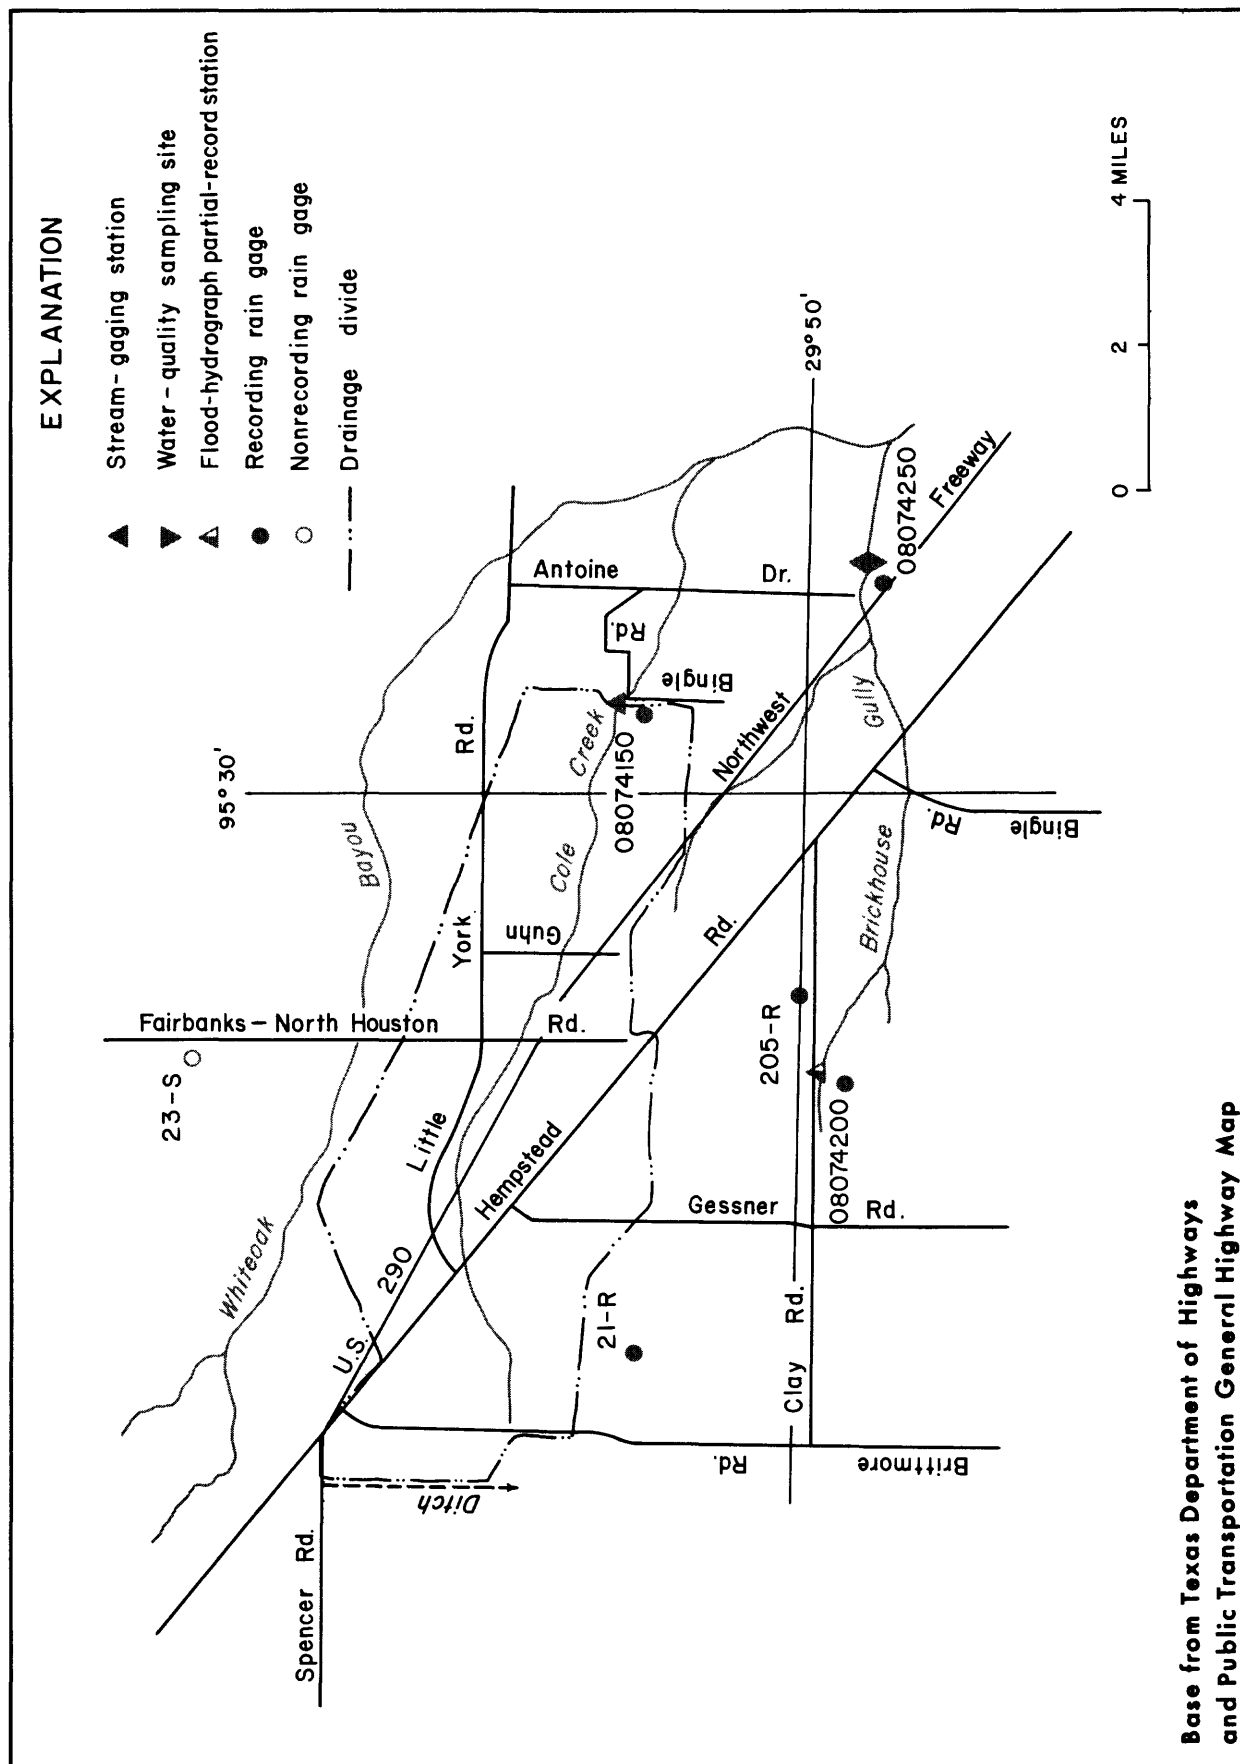 EXPLANATION
Stream-gaging station
Water-quality sampling site
Flood-hydrograph partial-record station
Recording rain gage
Nonrecording rain gage
Drainage divide
95°30'
29°50'
23-S
Fairbanks-North Houston
Rd.
Whiteoak
Bayou
Little
York
Rd.
Antoine
Dr.
U.S.
290
Hempstead
Rd.
Guhn
Cole
Creek
08074150
Rd.
Bingle
Northwest
Freeway
Spencer Rd.
Ditch
21-R
Gessner
Rd.
205-R
Clay
Rd.
08074200
Brickhouse
Gully
08074250
Rd.
Bingle
Rd.
Brittmore
0
2
4 MILES
Base from Texas Department of Highways
and Public Transportation General Highway Map